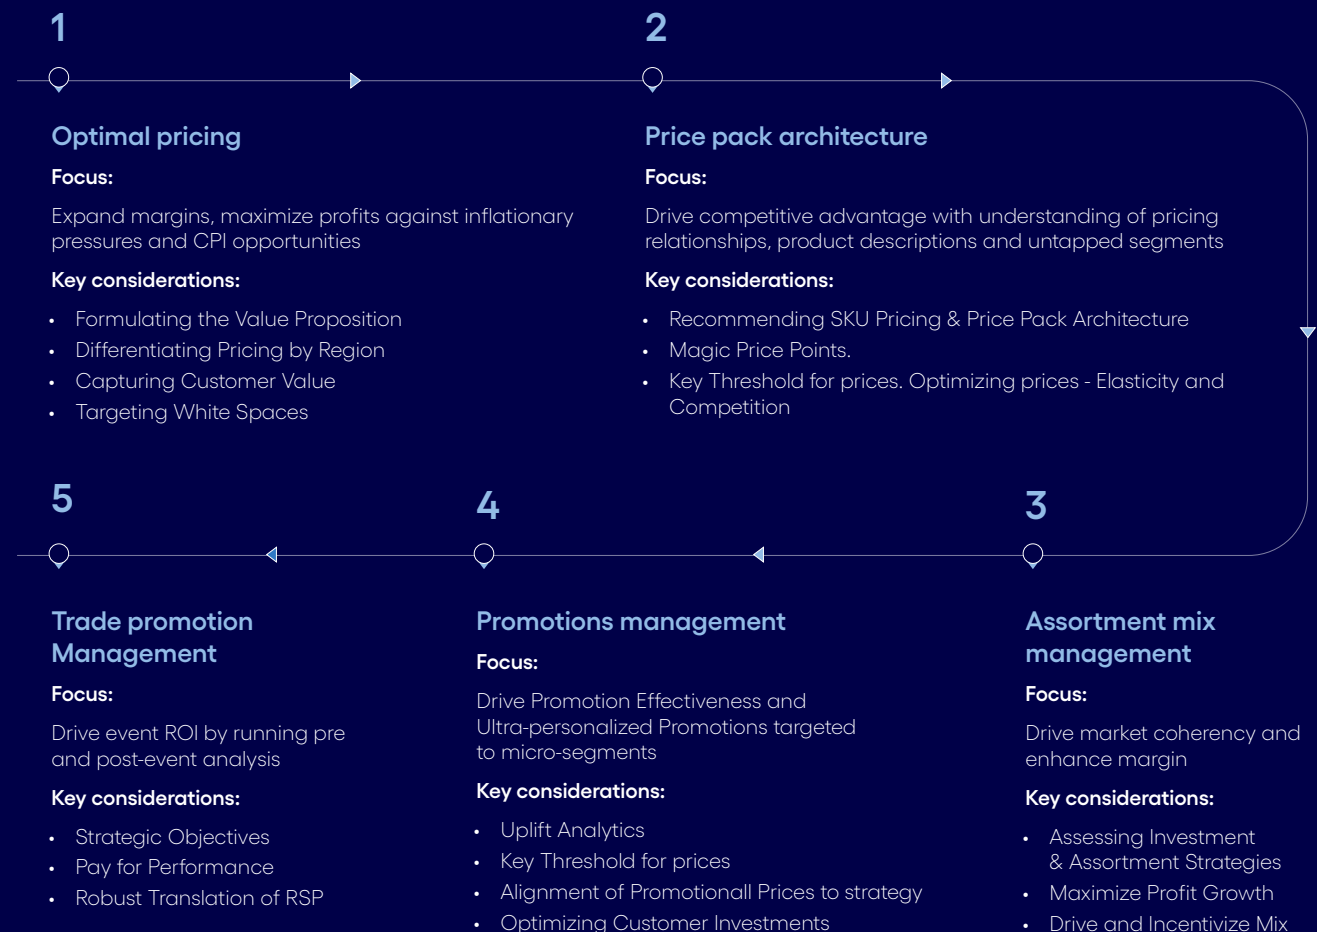 1
Optimal pricing
Focus:
Expand margins, maximize profits against inflationary
pressures and CPI opportunities
Key considerations:
• Formulating the Value Proposition
• Differentiating Pricing by Region
• Capturing Customer Value
• Targeting White Spaces
2
Price pack architecture
Focus:
Drive competitive advantage with understanding of pricing
relationships, product descriptions and untapped segments
Key considerations:
• Recommending SKU Pricing & Price Pack Architecture
• Magic Price Points.
• Key Threshold for prices. Optimizing prices - Elasticity and
Competition
3
Assortment mix
management
Focus:
Drive market coherency and
enhance margin
Key considerations:
• Assessing Investment
& Assortment Strategies
• Maximize Profit Growth
• Drive and Incentivize Mix
4
Promotions management
Focus:
Drive Promotion Effectiveness and
Ultra-personalized Promotions targeted
to micro-segments
Key considerations:
• Uplift Analytics
• Key Threshold for prices
• Alignment of Promotionall Prices to strategy
• Optimizing Customer Investments
5
Trade promotion
Management
Focus:
Drive event ROI by running pre
and post-event analysis
Key considerations:
• Strategic Objectives
• Pay for Performance
• Robust Translation of RSP